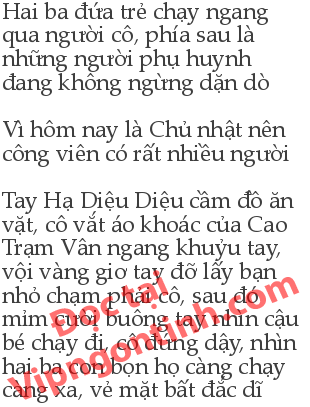 Hai ba đứa trẻ chạy ngang
qua người cô, phía sau là
những người phụ huynh
đang không ngừng dặn dò
Vì hôm nay là Chủ nhật nên
công viên có rất nhiều người
Tay Hạ Diệu Diệu cầm đồ ăn
vặt, cô vắt áo khoác của Cao
Trạm Vân ngang khuỷu tay,
vội vàng giơ tay đỡ lấy bạn
nhỏ chạm phải cô, sau đó
mỉm cười buông tay nhìn cậu
bé chạy đi, cô đứng dậy, nhìn
hai ba con bọn họ càng chạy
càng xa, vẻ mặt bất đắc dĩ
Đọc tại
Vipngontinh.com